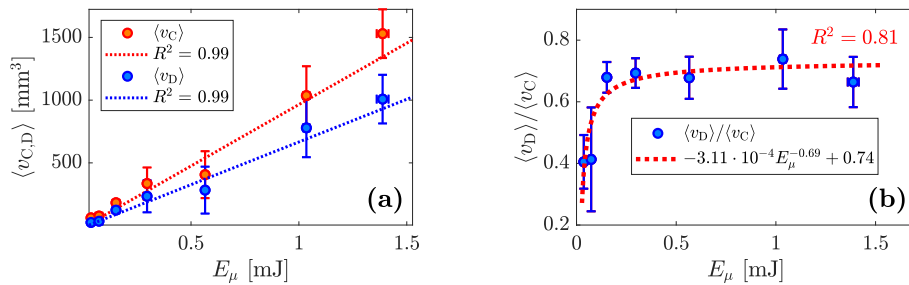 ⟨v_C,D⟩ [mm³]
1500
1000
500
⟨v_C⟩
R² = 0.99
⟨v_D⟩
R² = 0.99
(a)
0.5 1 1.5
E_μ [mJ]
⟨v_D⟩/⟨v_C⟩
0.8
0.6
0.4
0.2
R² = 0.81
⟨v_D⟩/⟨v_C⟩
−3.11 · 10⁻⁴E_μ^−0.69 + 0.74
(b)
0 0.5 1 1.5
E_μ [mJ]